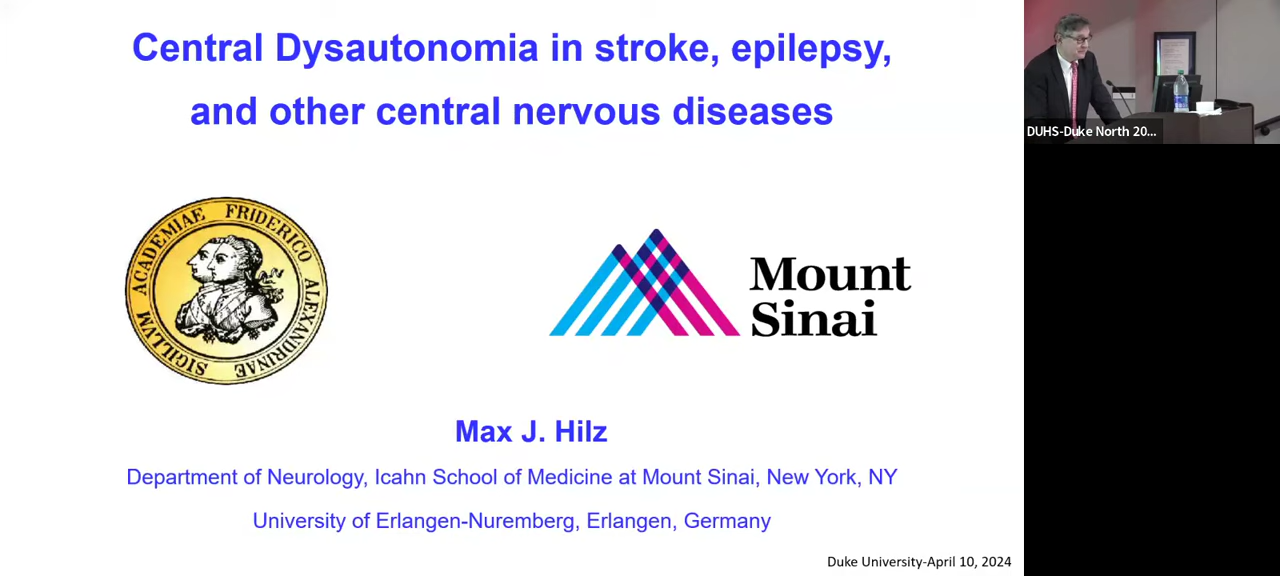 Central Dysautonomia in stroke, epilepsy,
and other central nervous diseases
SIGILLVM ACADEMIAE FRIDERICO ALEXANDRINAE
Mount
Sinai
Max J. Hilz
Department of Neurology, Icahn School of Medicine at Mount Sinai, New York, NY
University of Erlangen-Nuremberg, Erlangen, Germany
Duke University-April 10, 2024
DUHS-Duke North 20...